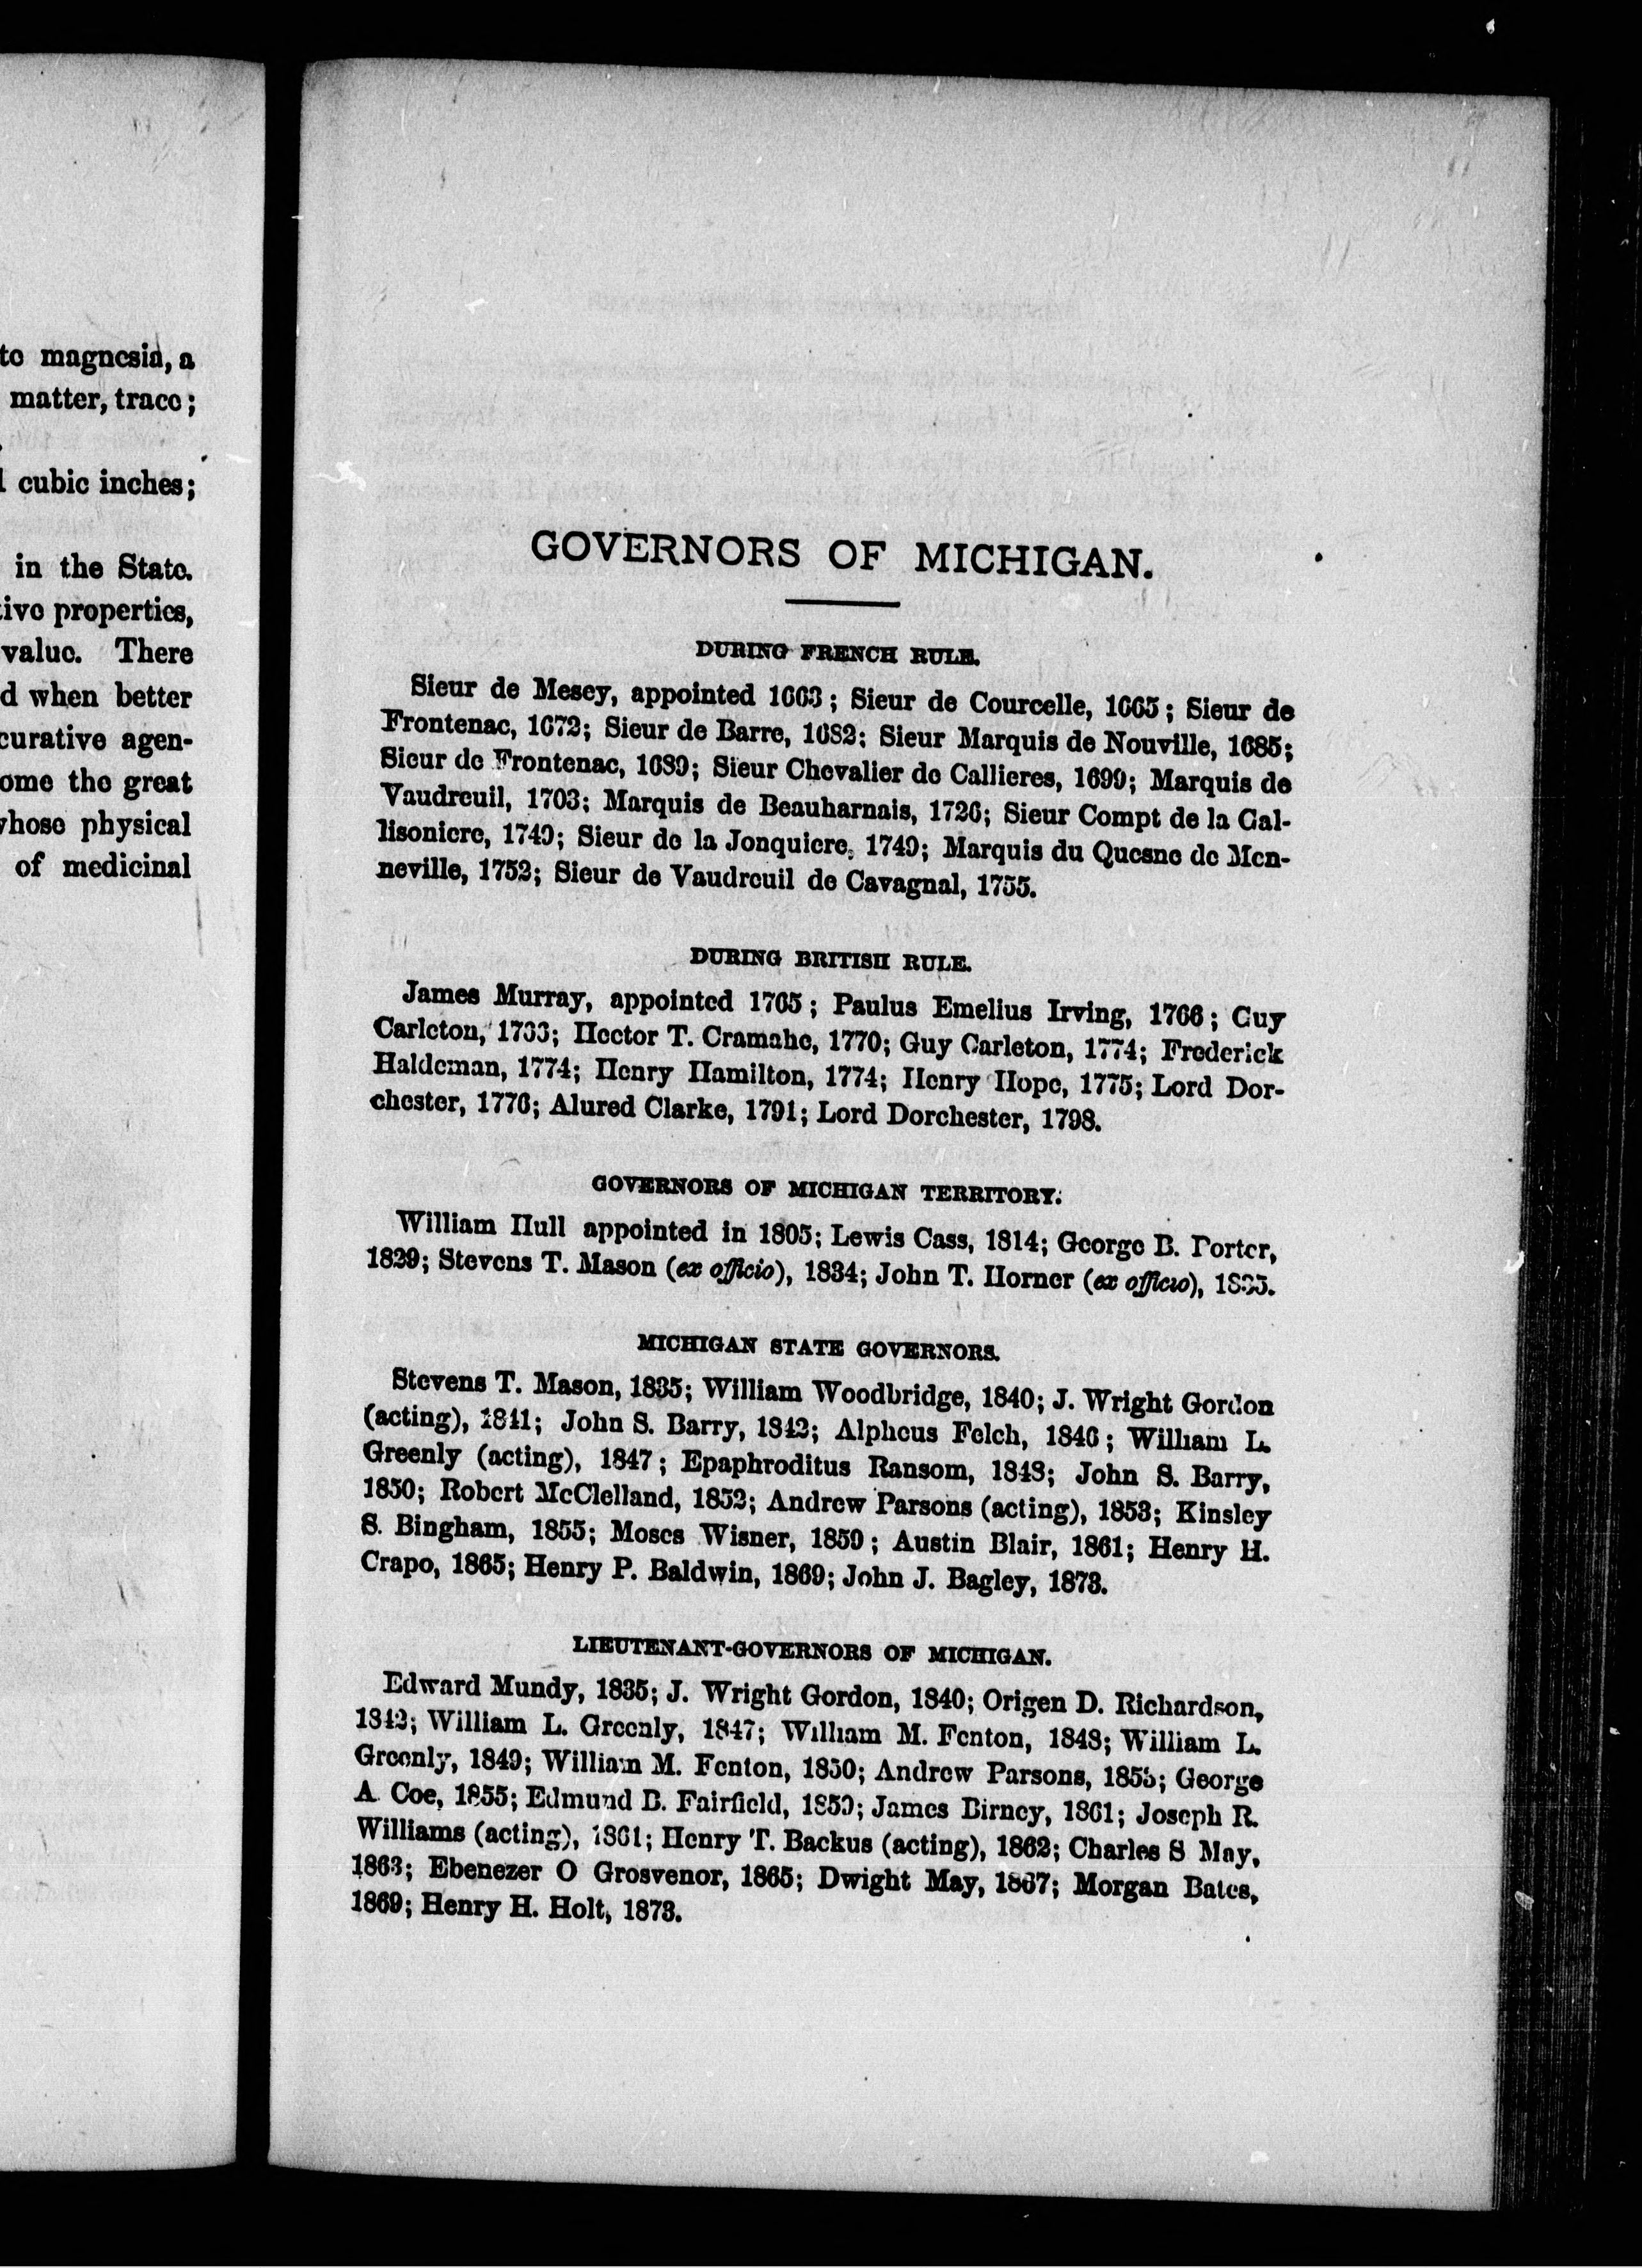 to magnesia, a
matter, trace;
cubic inches;
in the State.
tive properties,
value. There
d when better
curative agen-
ome the great
whose physical
of medicinal
GOVERNORS OF MICHIGAN.
DURING FRENCH RULE.
Sieur de Mesey, appointed 1663; Sieur de Courcelle, 1665; Sieur de
Frontenac, 1672; Sieur de Barre, 1682; Sieur Marquis de Nouville, 1685;
Sieur de Frontenac, 1689; Sieur Chevalier de Callieres, 1699; Marquis de
Vaudreuil, 1703; Marquis de Beauharnais, 1726; Sieur Compt de la Gal-
lisoniere, 1749; Sieur de la Jonquiere, 1749; Marquis du Quesne de Men-
neville, 1752; Sieur de Vaudreuil de Cavagnal, 1755.
DURING BRITISH RULE.
James Murray, appointed 1765; Paulus Emelius Irving, 1766; Guy
Carleton, 1766; Hector T. Cramahe, 1770; Guy Carleton, 1774; Frederick
Haldeman, 1774; Henry Hamilton, 1774; Henry Hope, 1775; Lord Dor-
chester, 1776; Alured Clarke, 1791; Lord Dorchester, 1798.
GOVERNORS OF MICHIGAN TERRITORY.
William Hull appointed in 1805; Lewis Cass, 1814; George B. Porter,
1829; Stevens T. Mason (ex officio), 1834; John T. Horner (ex officio), 1835.
MICHIGAN STATE GOVERNORS.
Stevens T. Mason, 1835; William Woodbridge, 1840; J. Wright Gordon
(acting), 1841; John S. Barry, 1842; Alpheus Felch, 1846; William L.
Greenly (acting), 1847; Epaphroditus Ransom, 1848; John S. Barry,
1850; Robert McClelland, 1852; Andrew Parsons (acting), 1853; Kinsley
S. Bingham, 1855; Moses Wisner, 1859; Austin Blair, 1861; Henry H.
Crapo, 1865; Henry P. Baldwin, 1869; John J. Bagley, 1873.
LIEUTENANT-GOVERNORS OF MICHIGAN.
Edward Mundy, 1835; J. Wright Gordon, 1840; Origen D. Richardson,
1842; William L. Greenly, 1847; William M. Fenton, 1848; William L.
Greenly, 1849; William M. Fenton, 1850; Andrew Parsons, 1853; George
A. Coe, 1855; Edmund B. Fairfield, 1859; James Birney, 1861; Joseph R.
Williams (acting), 1861; Henry T. Backus (acting), 1862; Charles S May,
1863; Ebenezer O Grosvenor, 1865; Dwight May, 1867; Morgan Bates,
1869; Henry H. Holt, 1873.